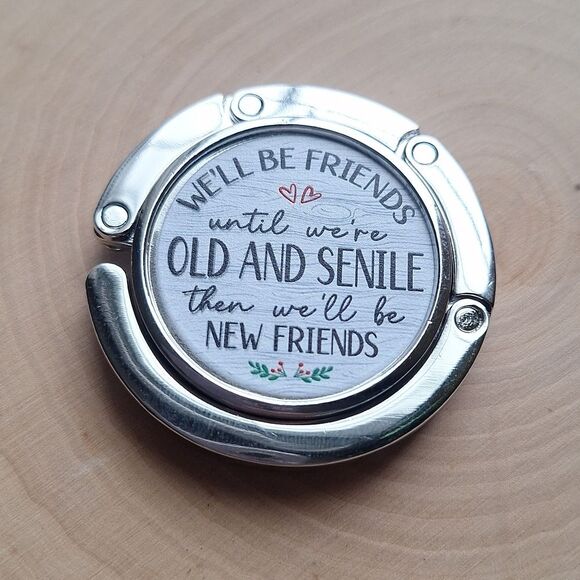 WE'LL BE FRIENDS
until we're
OLD AND SENILE
then we'll be
NEW FRIENDS